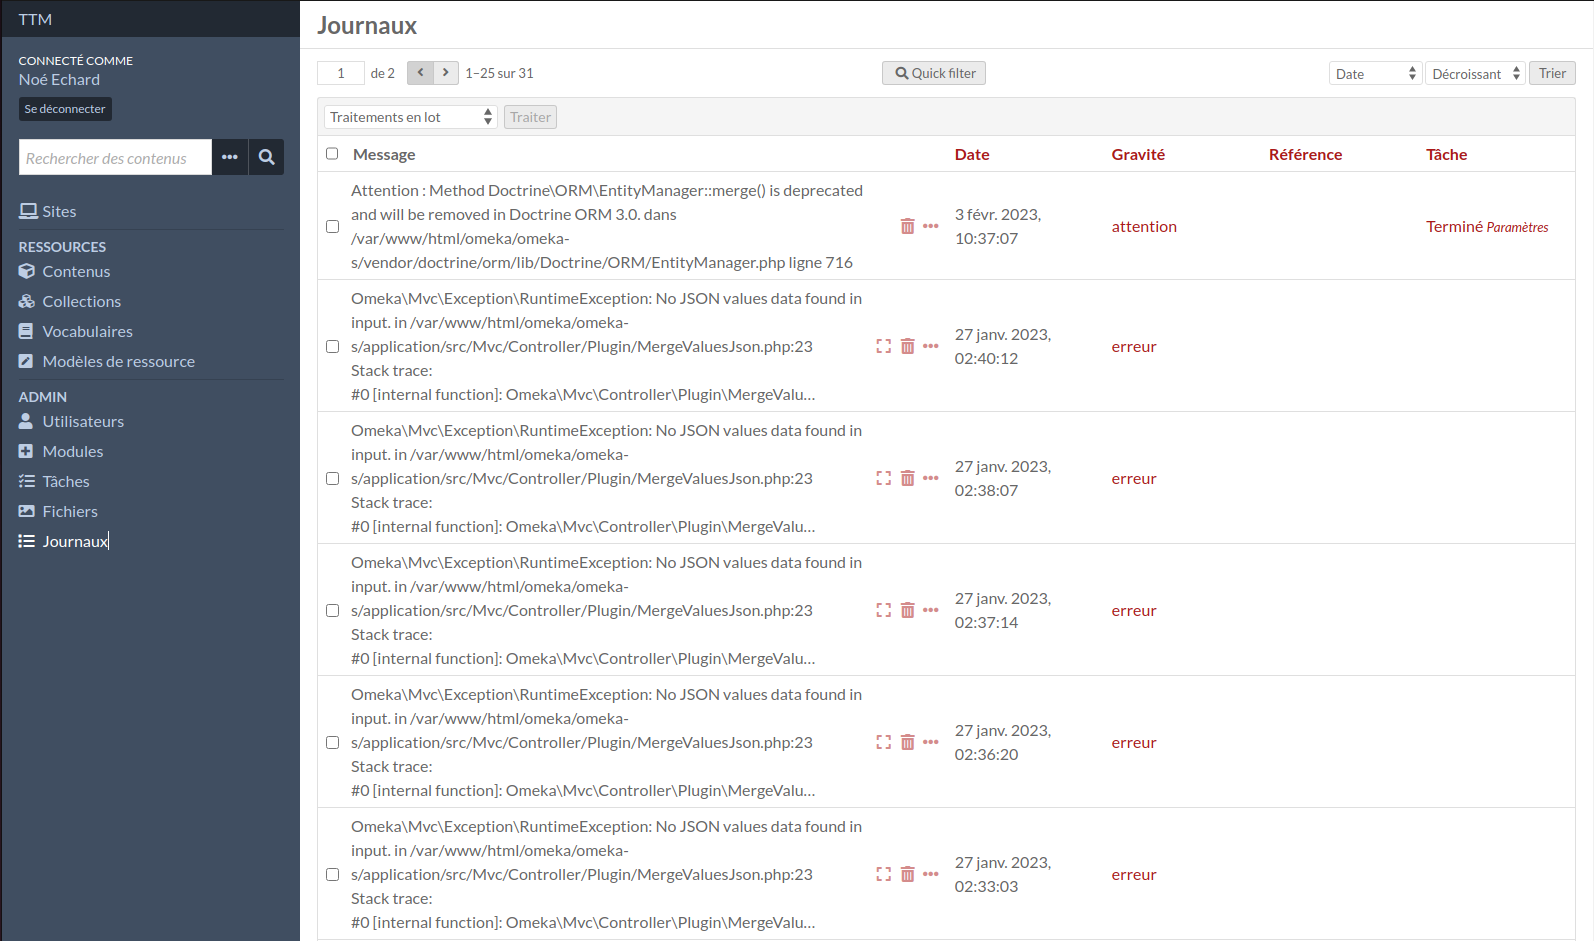 TTM
CONNECTÉ COMME
Noé Echard
Se déconnecter
Rechercher des contenus
Sites
RESSOURCES
Contenus
Collections
Vocabulaires
Modèles de ressource
ADMIN
Utilisateurs
Modules
Tâches
Fichiers
Journaux
Journaux
1 de 2 1–25 sur 31 Quick filter Date Décroissant Trier
Traitements en lot Traiter
Message Date Gravité Référence Tâche
Attention : Method Doctrine\ORM\EntityManager::merge() is deprecated
and will be removed in Doctrine ORM 3.0. dans
/var/www/html/omeka/omeka-
s/vendor/doctrine/orm/lib/Doctrine/ORM/EntityManager.php ligne 716
3 févr. 2023,
10:37:07
attention
Terminé Paramètres
Omeka\Mvc\Exception\RuntimeException: No JSON values data found in
input. in /var/www/html/omeka/omeka-
s/application/src/Mvc/Controller/Plugin/MergeValuesJson.php:23
Stack trace:
#0 [internal function]: Omeka\Mvc\Controller\Plugin\MergeValu…
27 janv. 2023,
02:40:12
erreur
Omeka\Mvc\Exception\RuntimeException: No JSON values data found in
input. in /var/www/html/omeka/omeka-
s/application/src/Mvc/Controller/Plugin/MergeValuesJson.php:23
Stack trace:
#0 [internal function]: Omeka\Mvc\Controller\Plugin\MergeValu…
27 janv. 2023,
02:38:07
erreur
Omeka\Mvc\Exception\RuntimeException: No JSON values data found in
input. in /var/www/html/omeka/omeka-
s/application/src/Mvc/Controller/Plugin/MergeValuesJson.php:23
Stack trace:
#0 [internal function]: Omeka\Mvc\Controller\Plugin\MergeValu…
27 janv. 2023,
02:37:14
erreur
Omeka\Mvc\Exception\RuntimeException: No JSON values data found in
input. in /var/www/html/omeka/omeka-
s/application/src/Mvc/Controller/Plugin/MergeValuesJson.php:23
Stack trace:
#0 [internal function]: Omeka\Mvc\Controller\Plugin\MergeValu…
27 janv. 2023,
02:36:20
erreur
Omeka\Mvc\Exception\RuntimeException: No JSON values data found in
input. in /var/www/html/omeka/omeka-
s/application/src/Mvc/Controller/Plugin/MergeValuesJson.php:23
Stack trace:
#0 [internal function]: Omeka\Mvc\Controller\Plugin\MergeValu…
27 janv. 2023,
02:33:03
erreur